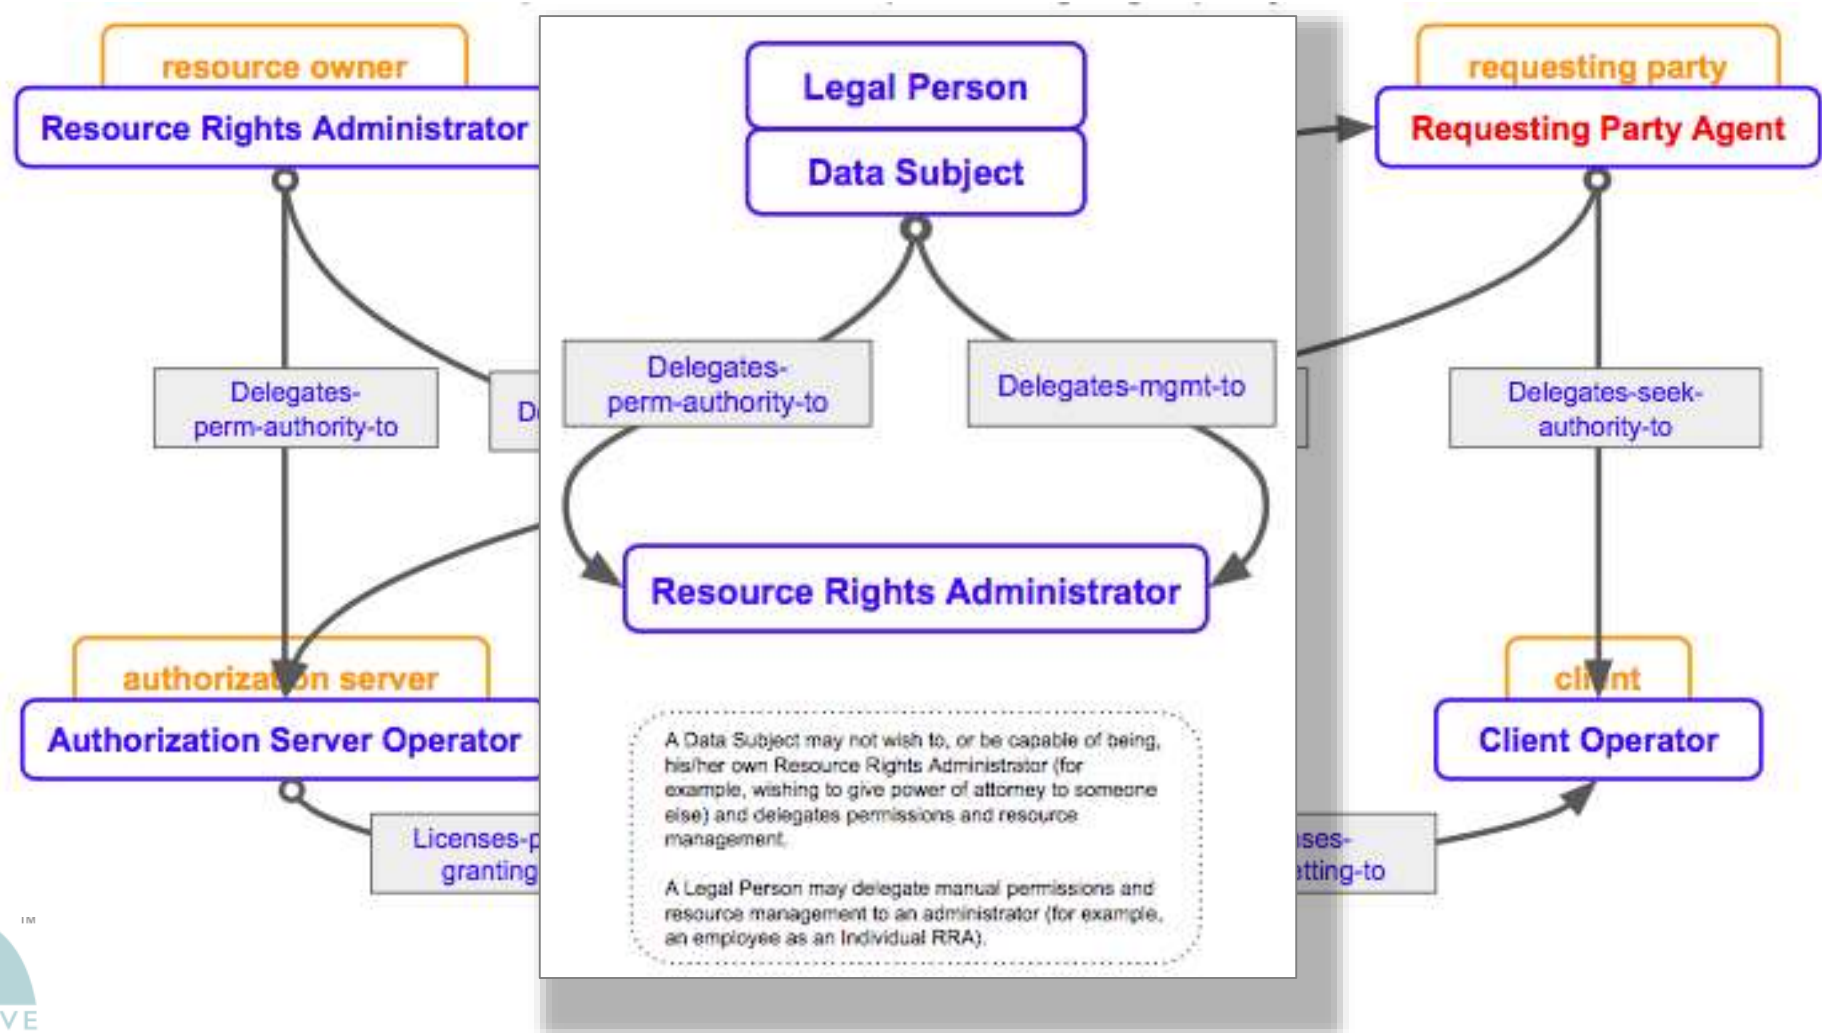 resource owner
Resource Rights Administrator
Legal Person
Data Subject
requesting party
Requesting Party Agent
Delegates-
perm-authority-to
Delegates-
perm-authority-to
Delegates-mgmt-to
Delegates-seek-
authority-to
Resource Rights Administrator
authorization server
Authorization Server Operator
client
Client Operator
Licenses-p
granting
A Data Subject may not wish to, or be capable of being,
his/her own Resource Rights Administrator (for
example, wishing to give power of attorney to someone
else) and delegates permissions and resource
management.
A Legal Person may delegate manual permissions and
resource management to an administrator (for example,
an employee as an Individual RRA).
ses-
tting-to
TM
VE